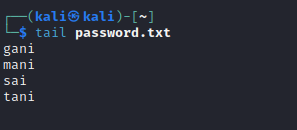 ┌──(kali㉿kali)-[~]
└─$ tail password.txt
gani
mani
sai
tani